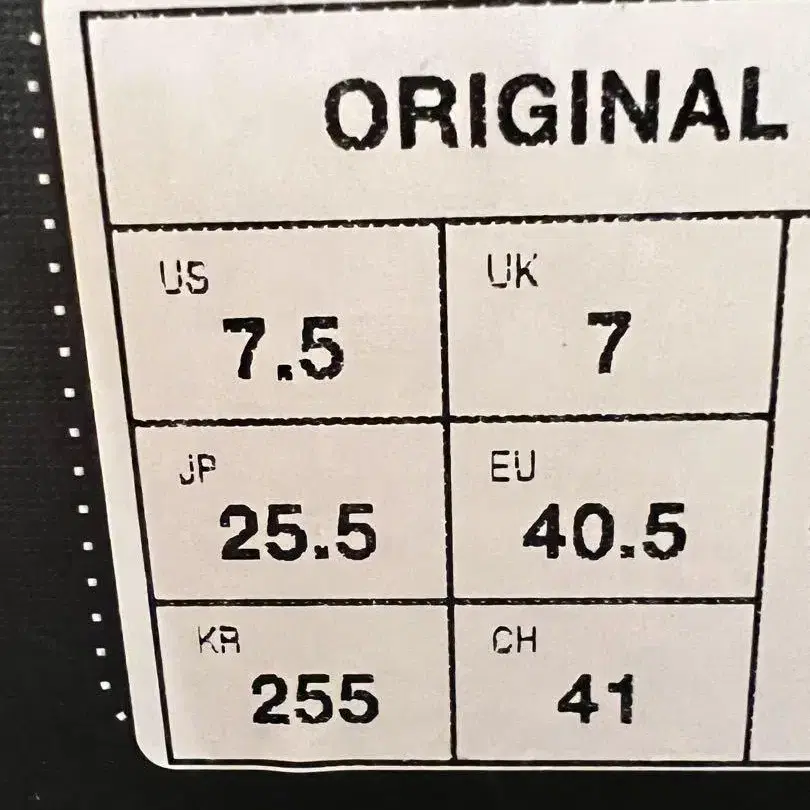 ORIGINAL
US UK
7.5 7
JP EU
25.5 40.5
KR CH
255 41